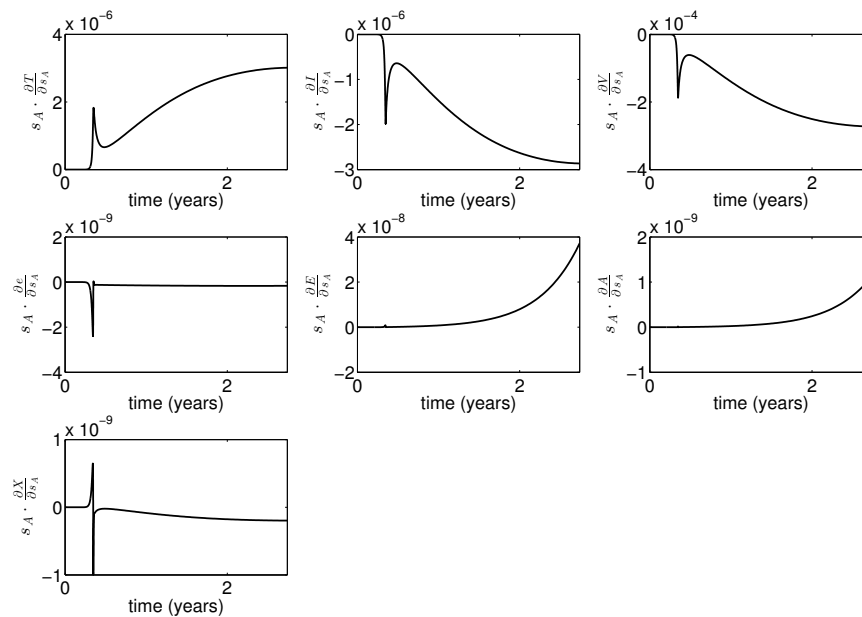 x 10⁻⁶
4
2
0
s_A · ∂T/∂s_A
0 2
time (years)
x 10⁻⁶
0
−1
−2
−3
s_A · ∂I/∂s_A
0 2
time (years)
x 10⁻⁴
0
−2
−4
s_A · ∂V/∂s_A
0 2
time (years)
x 10⁻⁹
2
0
−2
−4
s_A · ∂e/∂s_A
0 2
time (years)
x 10⁻⁸
4
2
0
−2
s_A · ∂E/∂s_A
0 2
time (years)
x 10⁻⁹
2
1
0
−1
s_A · ∂A/∂s_A
0 2
time (years)
x 10⁻⁹
1
0
−1
s_A · ∂X/∂s_A
0 2
time (years)